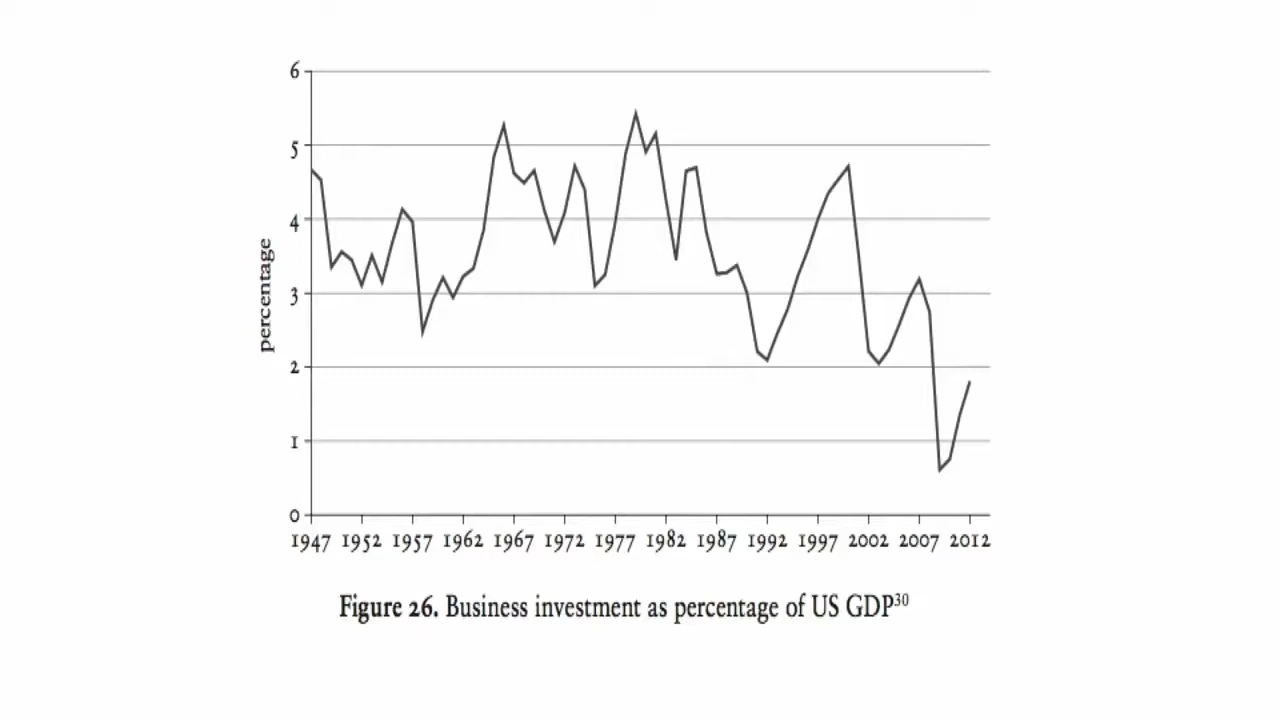 6
5
4
3
2
1
0
percentage
1947 1952 1957 1962 1967 1972 1977 1982 1987 1992 1997 2002 2007 2012
Figure 26. Business investment as percentage of US GDP30